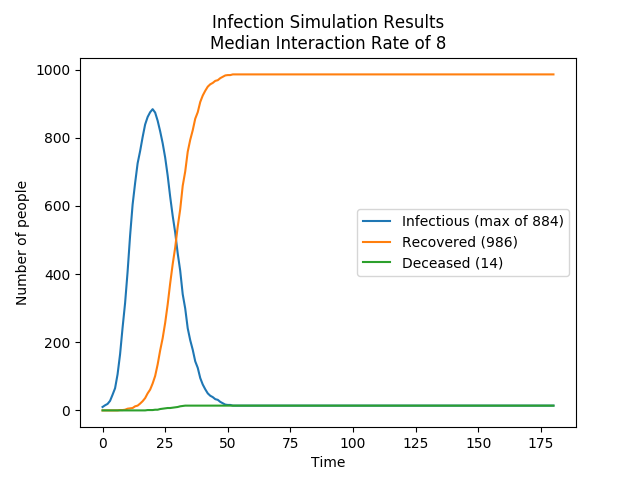 Infection Simulation Results
Median Interaction Rate of 8
1000
800
600
400
200
0
Number of people
Infectious (max of 884)
Recovered (986)
Deceased (14)
0 25 50 75 100 125 150 175
Time